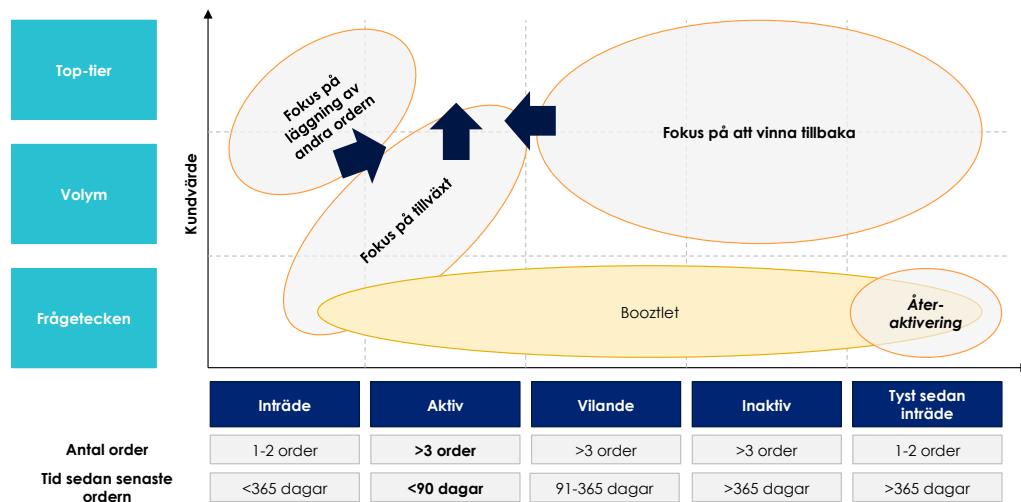 Top-tier
Volym
Frågetecken
Kundvärde
Fokus på
läggning av
andra ordern
Fokus på tillväxt
Fokus på att vinna tillbaka
Booztlet
Åter-
aktivering
Inträde
Aktiv
Vilande
Inaktiv
Tyst sedan
inträde
Antal order
1-2 order
>3 order
>3 order
>3 order
1-2 order
Tid sedan senaste
ordern
<365 dagar
<90 dagar
91-365 dagar
>365 dagar
>365 dagar